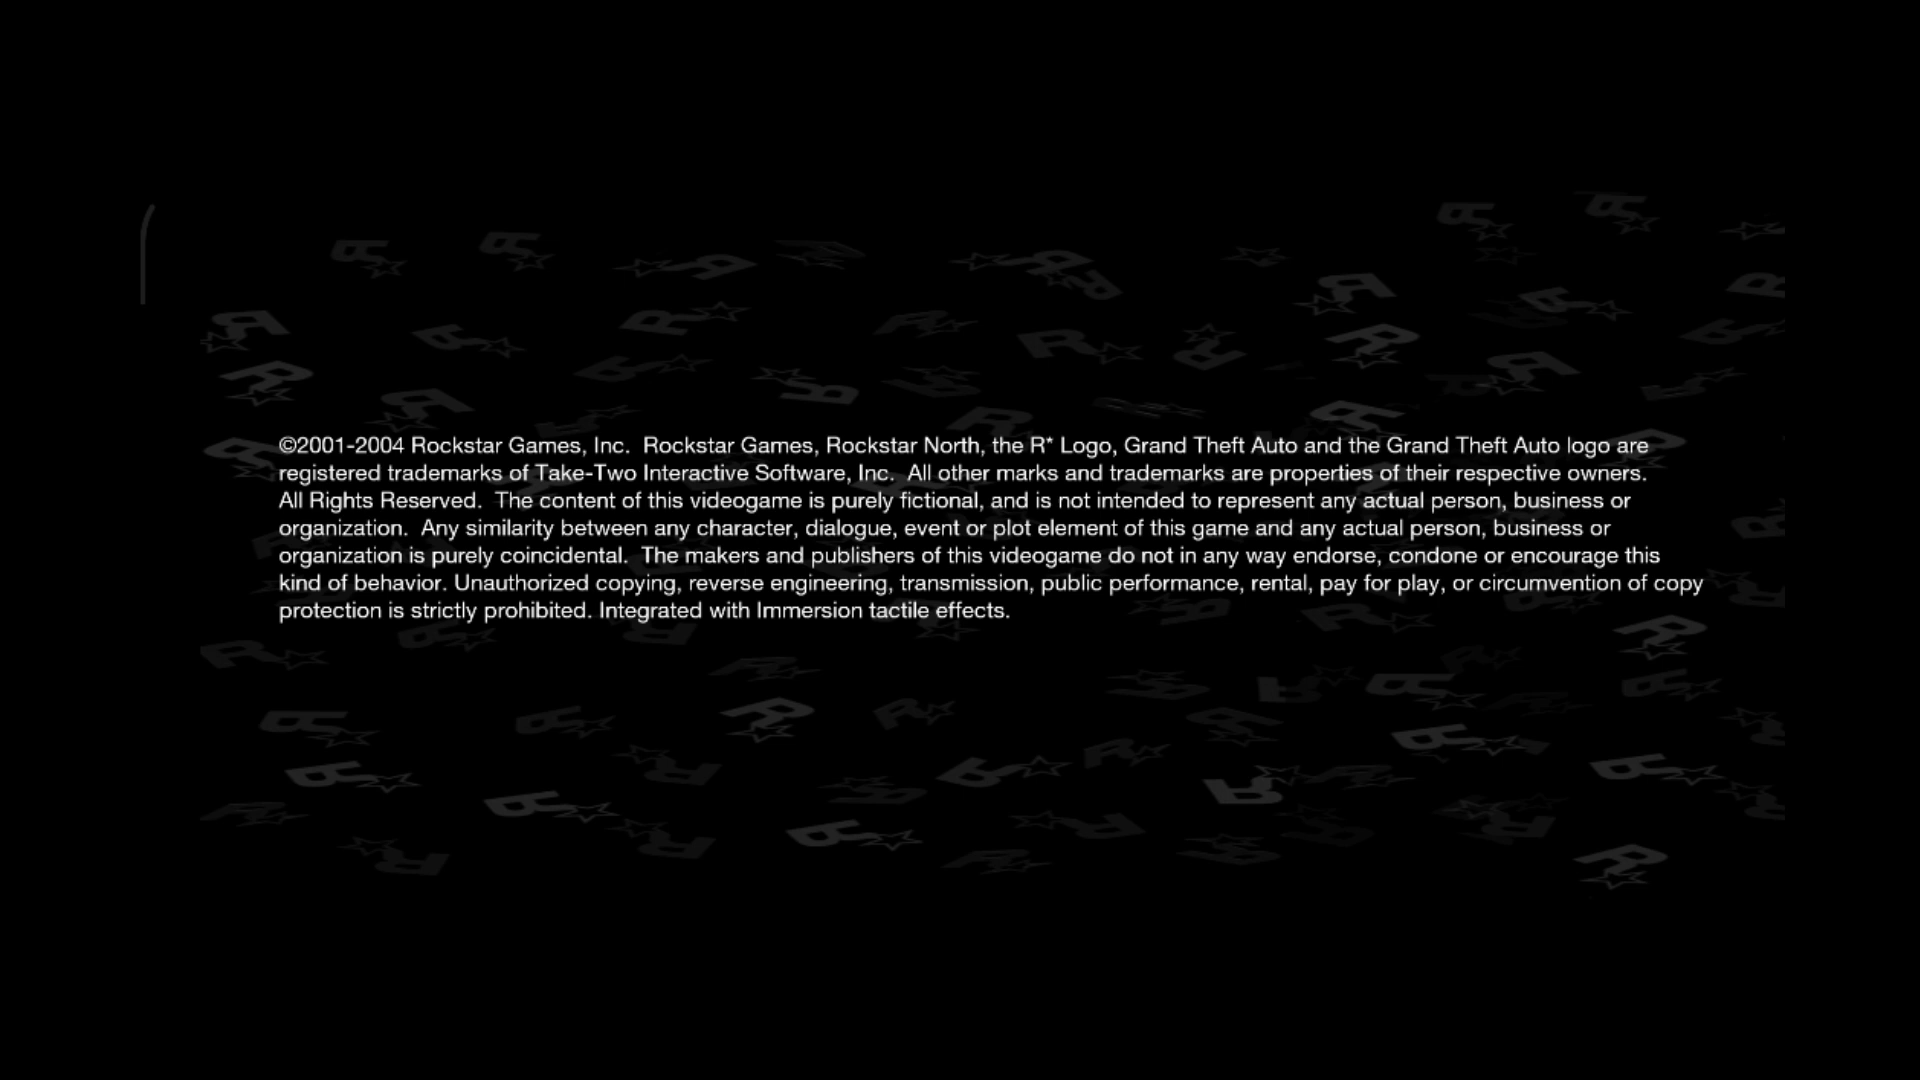 ©2001-2004 Rockstar Games, Inc.  Rockstar Games, Rockstar North, the R* Logo, Grand Theft Auto and the Grand Theft Auto logo are
registered trademarks of Take-Two Interactive Software, Inc.  All other marks and trademarks are properties of their respective owners.
All Rights Reserved.  The content of this videogame is purely fictional, and is not intended to represent any actual person, business or
organization.  Any similarity between any character, dialogue, event or plot element of this game and any actual person, business or
organization is purely coincidental.  The makers and publishers of this videogame do not in any way endorse, condone or encourage this
kind of behavior. Unauthorized copying, reverse engineering, transmission, public performance, rental, pay for play, or circumvention of copy
protection is strictly prohibited. Integrated with Immersion tactile effects.